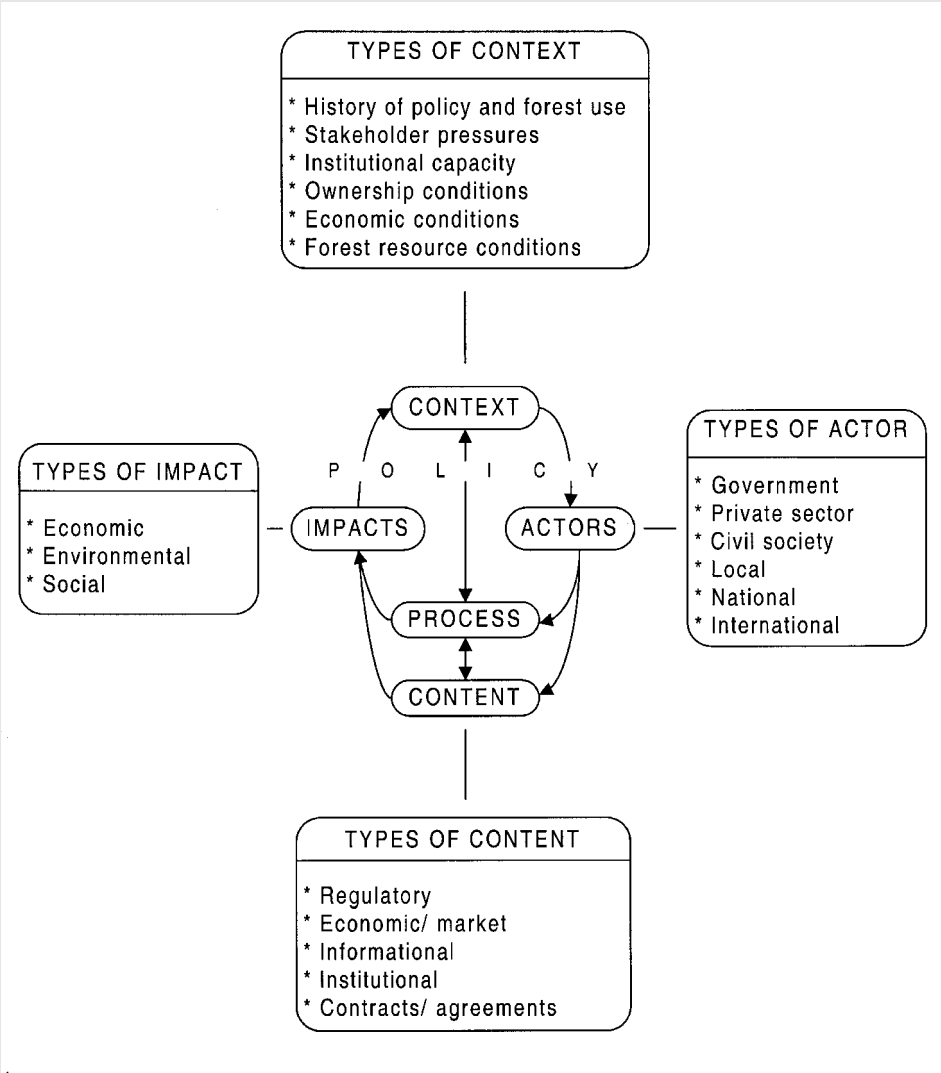 TYPES OF CONTEXT
* History of policy and forest use
* Stakeholder pressures
* Institutional capacity
* Ownership conditions
* Economic conditions
* Forest resource conditions
CONTEXT
TYPES OF IMPACT
* Economic
* Environmental
* Social
P O L I C Y
IMPACTS
ACTORS
TYPES OF ACTOR
* Government
* Private sector
* Civil society
* Local
* National
* International
PROCESS
CONTENT
TYPES OF CONTENT
* Regulatory
* Economic/ market
* Informational
* Institutional
* Contracts/ agreements